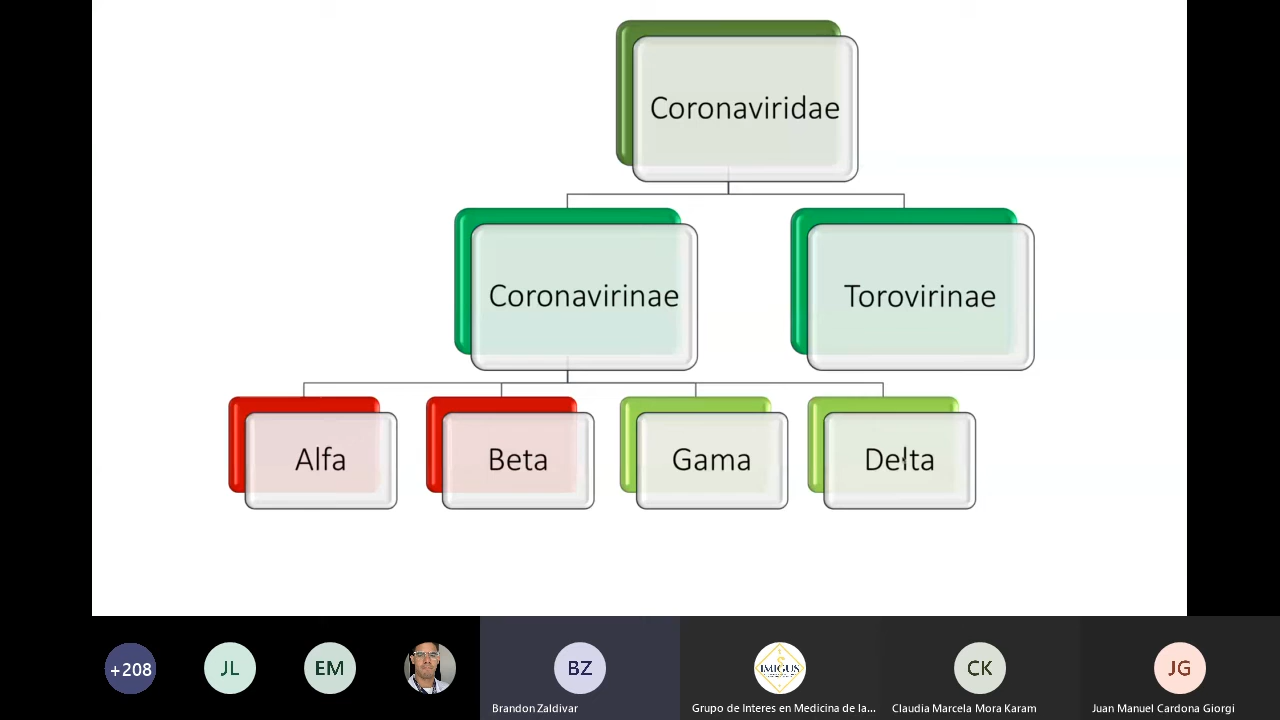 Coronaviridae
Coronavirinae
Torovirinae
Alfa
Beta
Gama
Delta
+208
JL
EM
BZ
Brandon Zaldivar
IMIGUS
Grupo de Interes en Medicina de la...
CK
Claudia Marcela Mora Karam
JG
Juan Manuel Cardona Giorgi